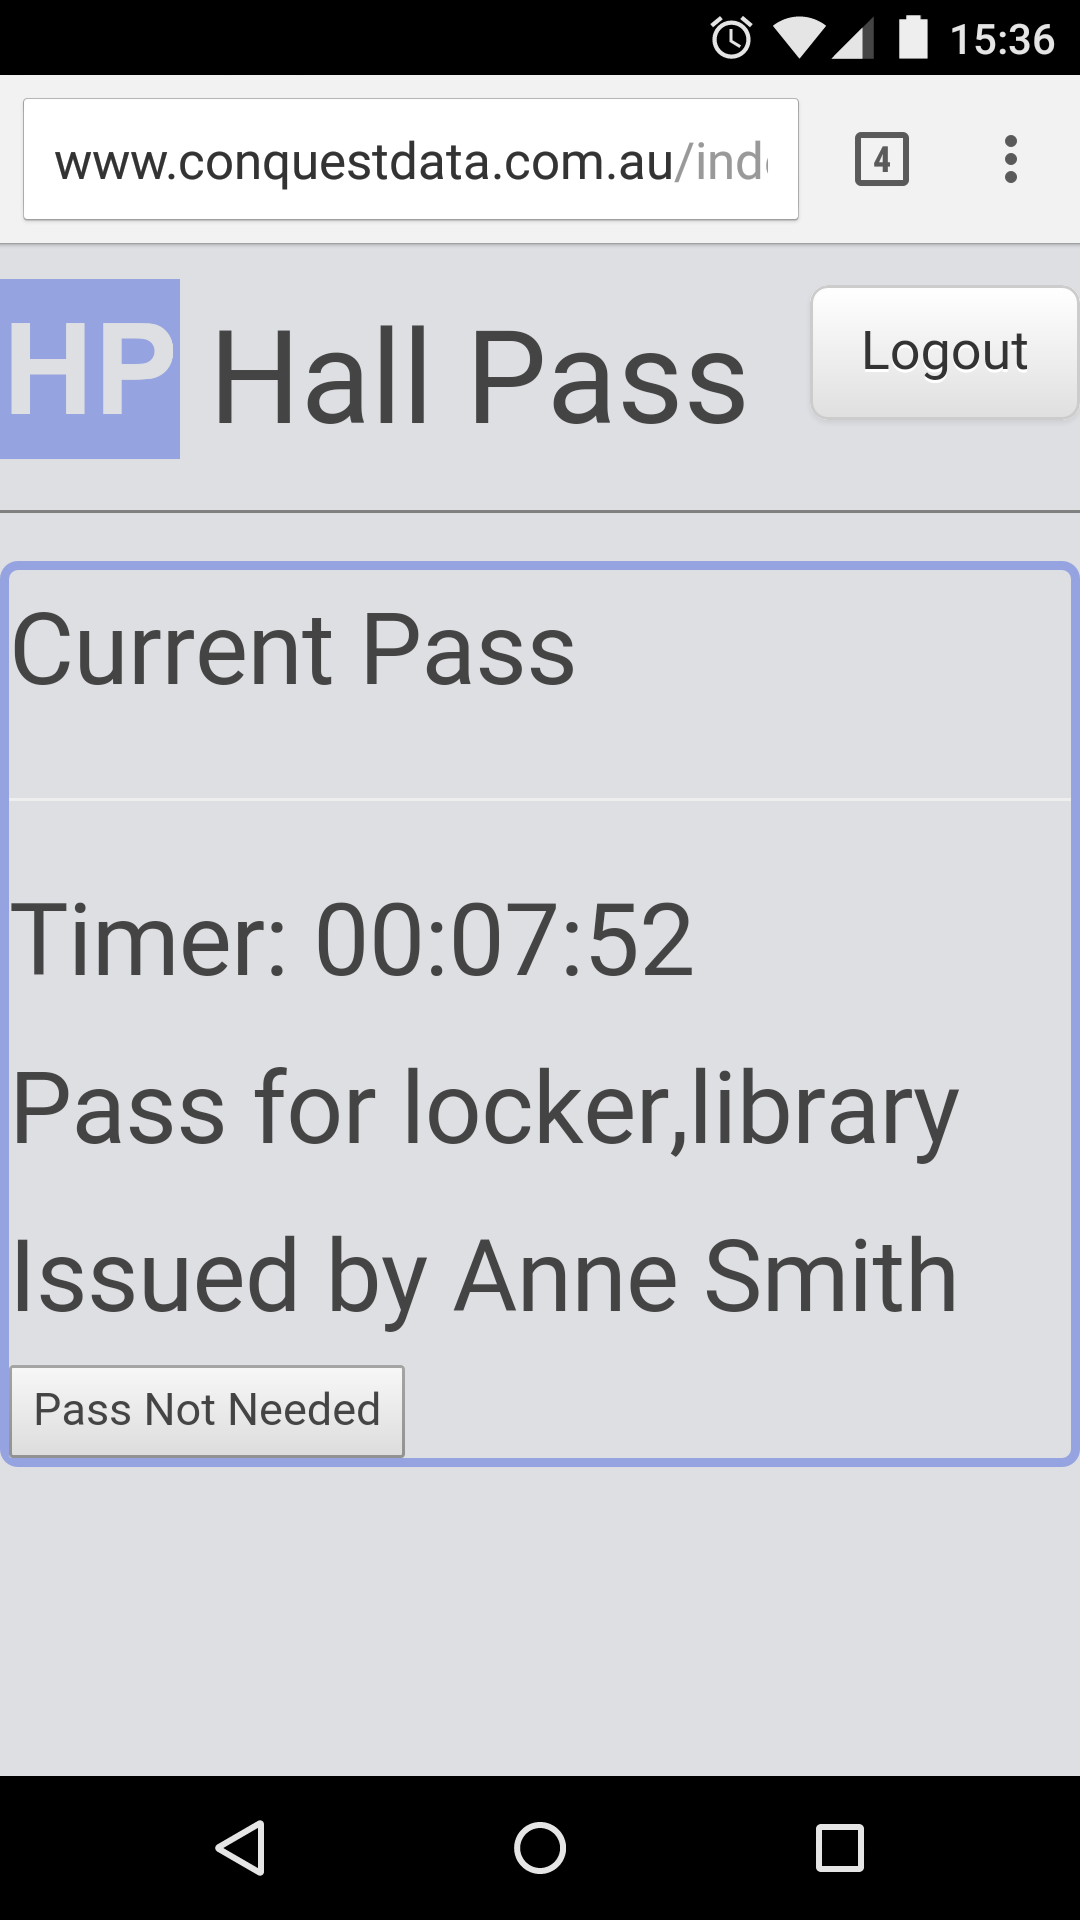 15:36
www.conquestdata.com.au/ind
4
HP Hall Pass
Logout
Current Pass
Timer: 00:07:52
Pass for locker,library
Issued by Anne Smith
Pass Not Needed